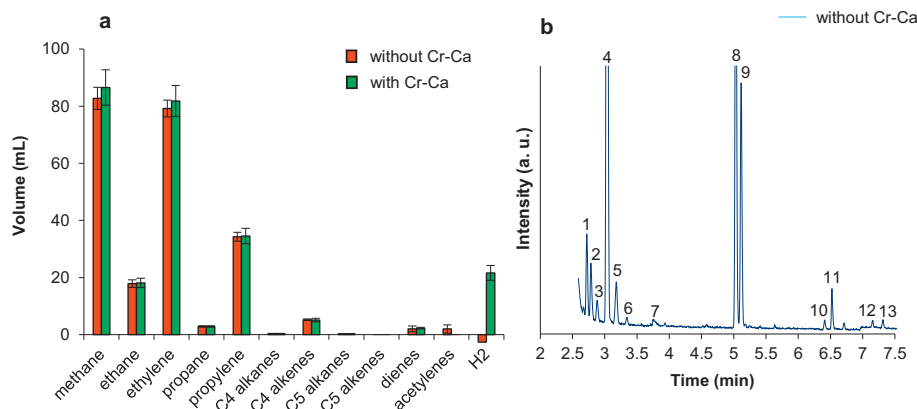 a
without Cr-Ca
with Cr-Ca
Volume (mL)
100
80
60
40
20
0
methane
ethane
ethylene
propane
propylene
C4 alkanes
C4 alkenes
C5 alkanes
C5 alkenes
dienes
acetylenes
H2
b
without Cr-Ca
Intensity (a. u.)
1
2
3
4
5
6
7
8
9
10
11
12
13
2 2.5 3 3.5 4 4.5 5 5.5 6 6.5 7 7.5
Time (min)